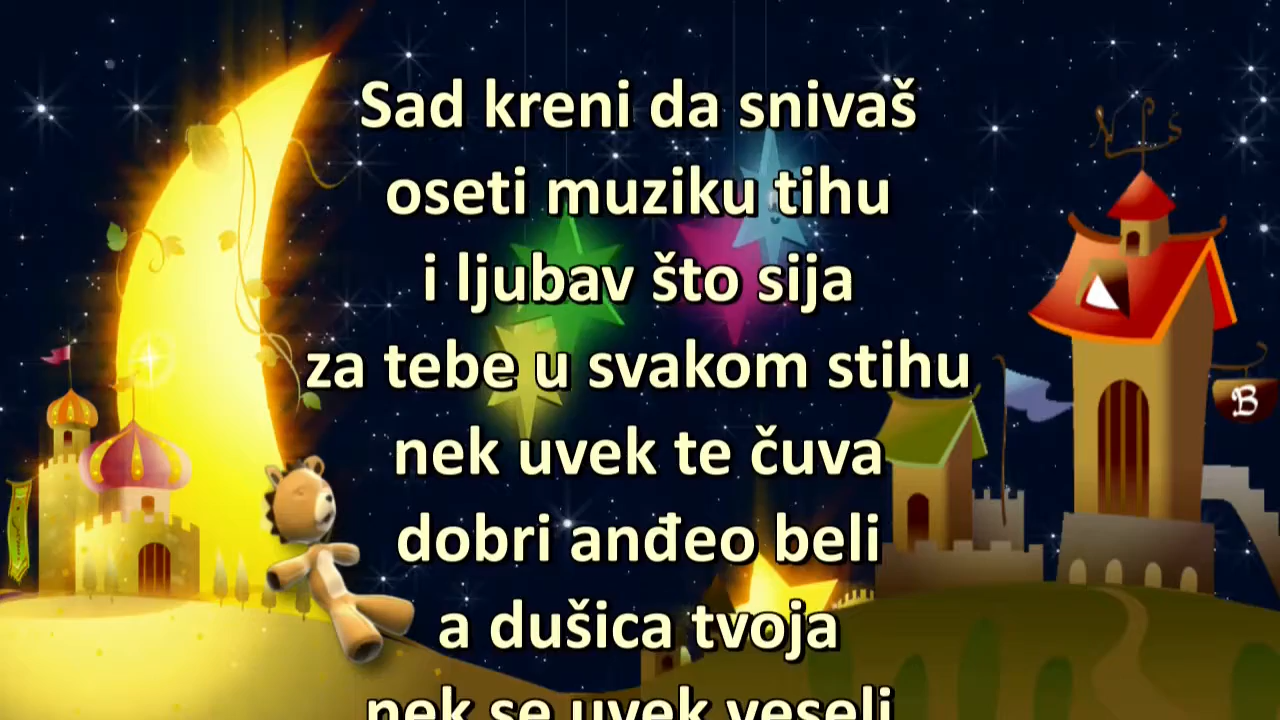 Sad kreni da snivaš
oseti muziku tihu
i ljubav što sija
za tebe u svakom stihu
nek uvek te čuva
dobri anđeo beli
a dušica tvoja
nek se uvek veseli
B